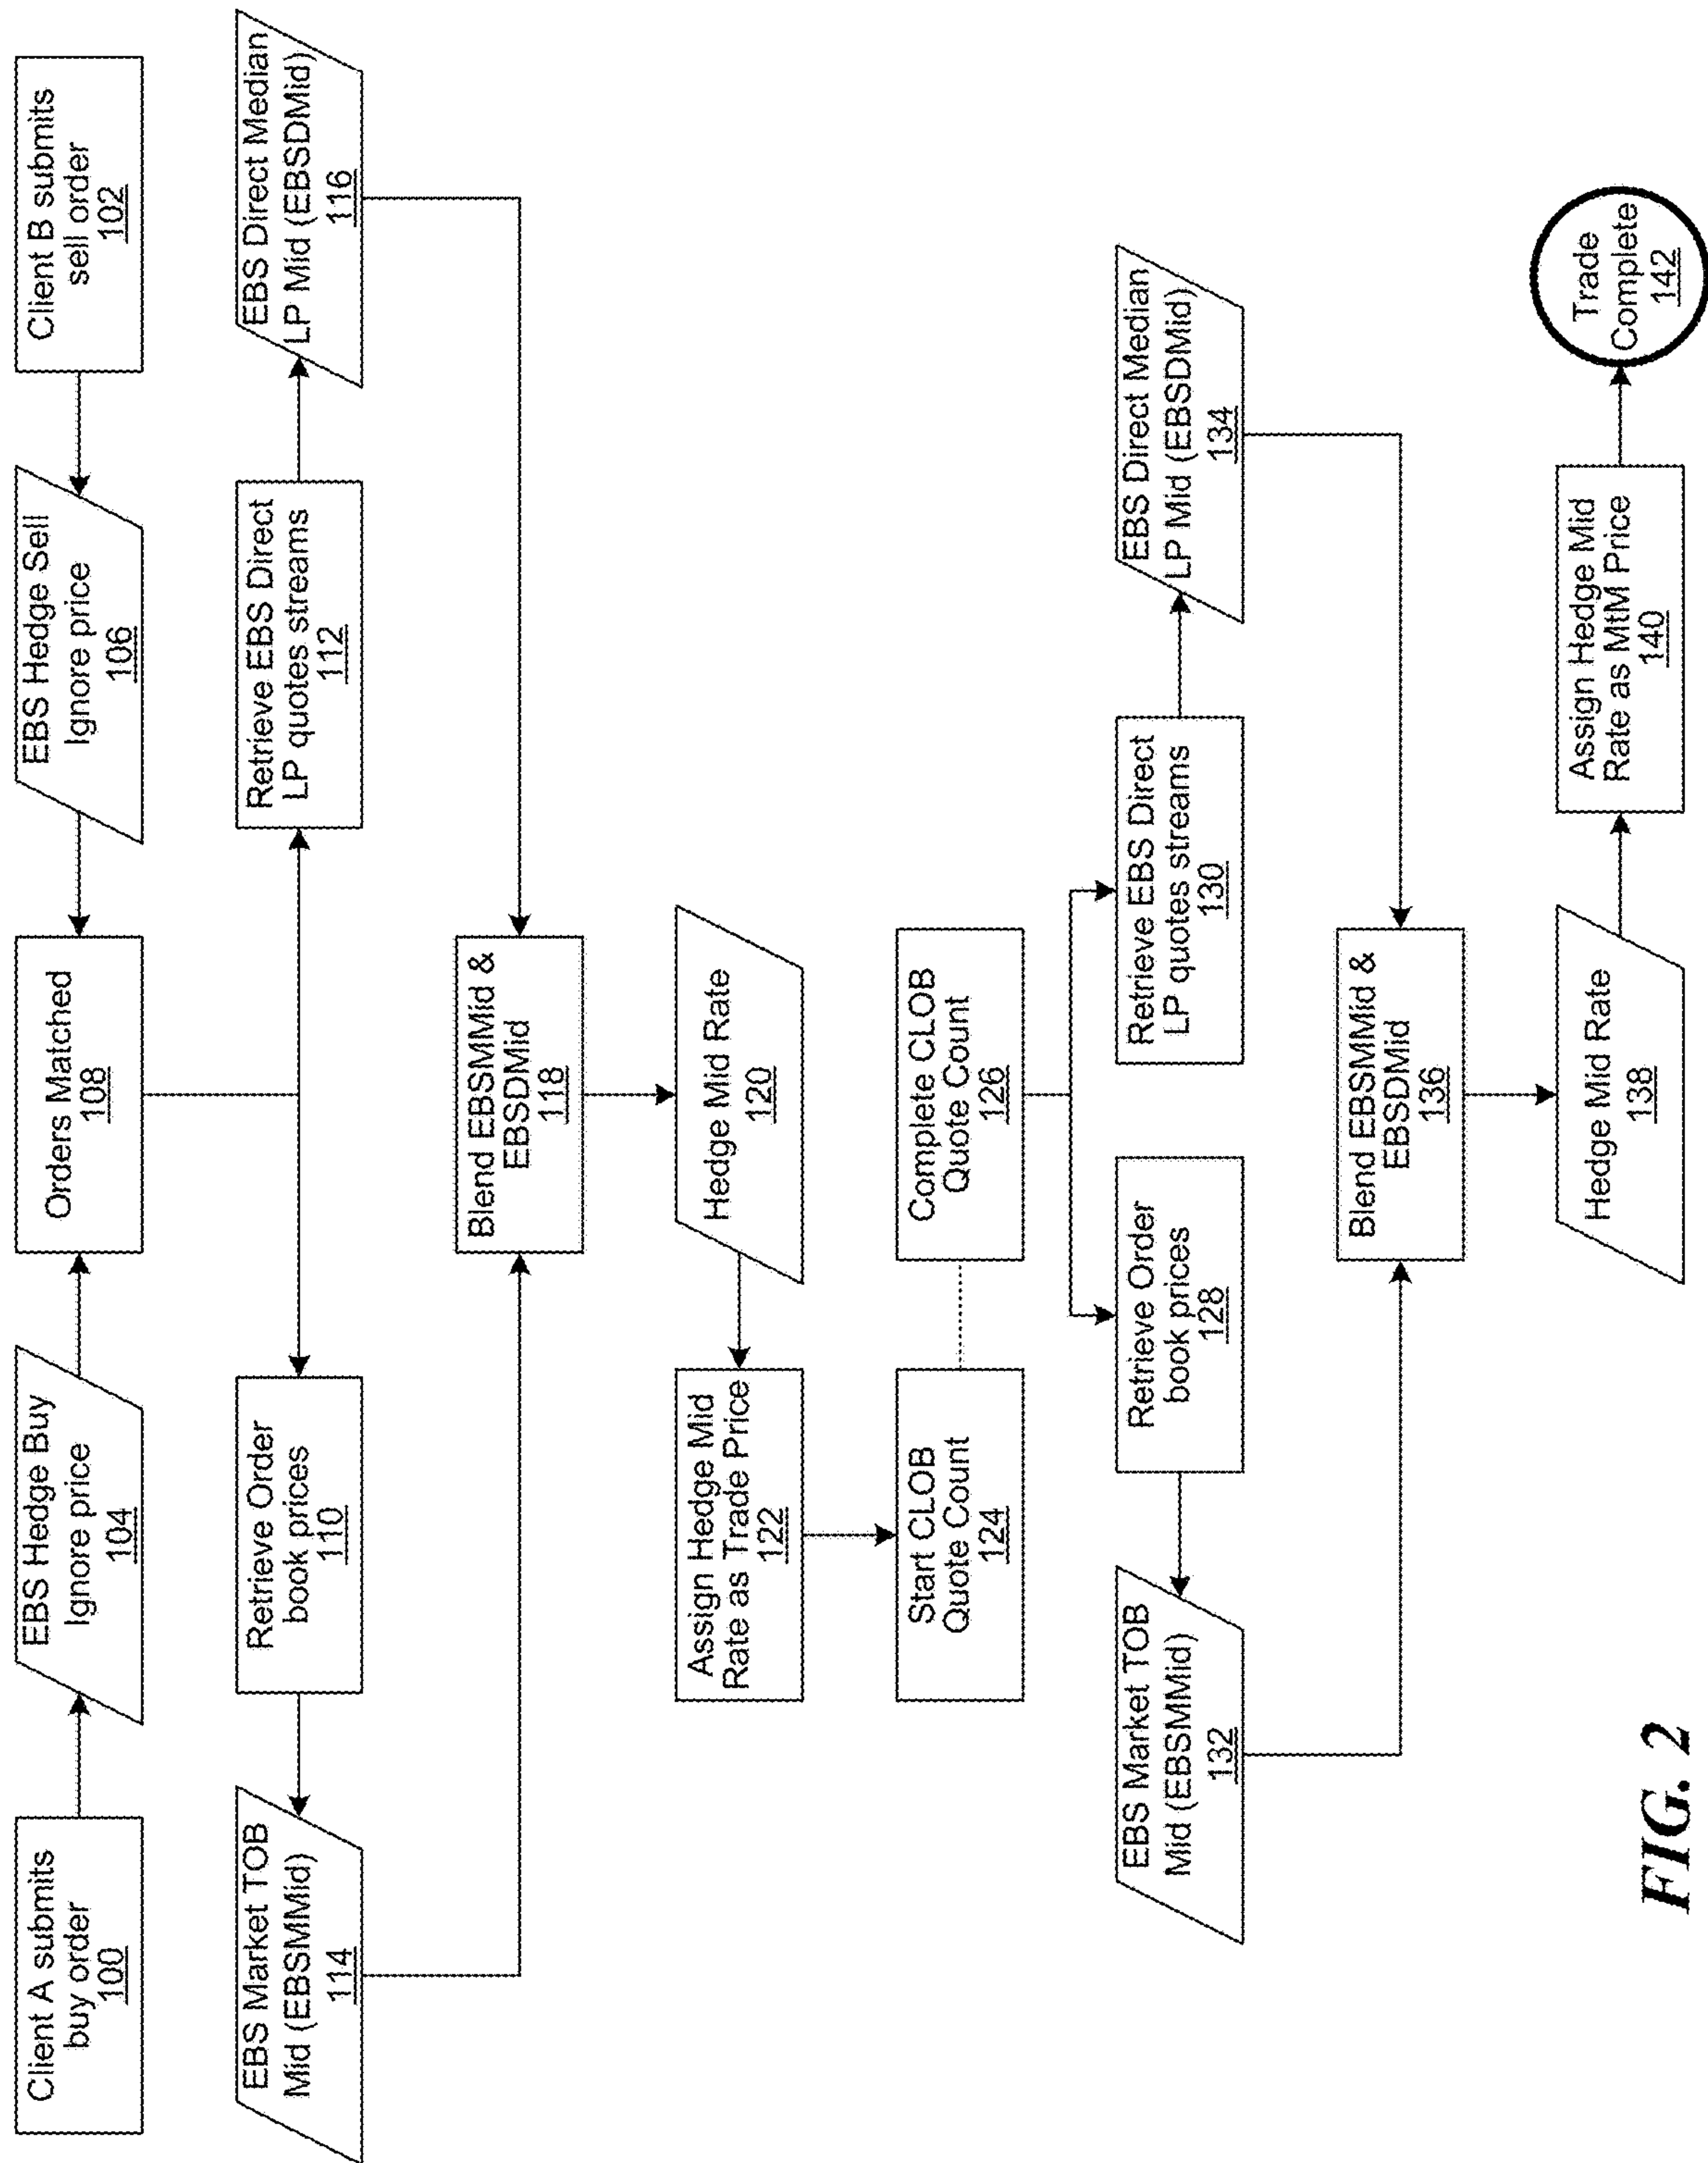 Client A submits
buy order
100
EBS Hedge Buy
Ignore price
104
Orders Matched
108
EBS Hedge Sell
Ignore price
106
Client B submits
sell order
102
EBS Market TOB
Mid (EBSMMid)
114
Retrieve Order
book prices
110
Retrieve EBS Direct
LP quotes streams
112
EBS Direct Median
LP Mid (EBSDMid)
116
Blend EBSMMid &
EBSDMid
118
Assign Hedge Mid
Rate as Trade Price
122
Hedge Mid Rate
120
Start CLOB
Quote Count
124
Complete CLOB
Quote Count
126
EBS Market TOB
Mid (EBSMMid)
132
Retrieve Order
book prices
128
Retrieve EBS Direct
LP quotes streams
130
EBS Direct Median
LP Mid (EBSDMid)
134
Blend EBSMMid &
EBSDMid
136
Hedge Mid Rate
138
Assign Hedge Mid
Rate as MtM Price
140
Trade
Complete
142
FIG. 2